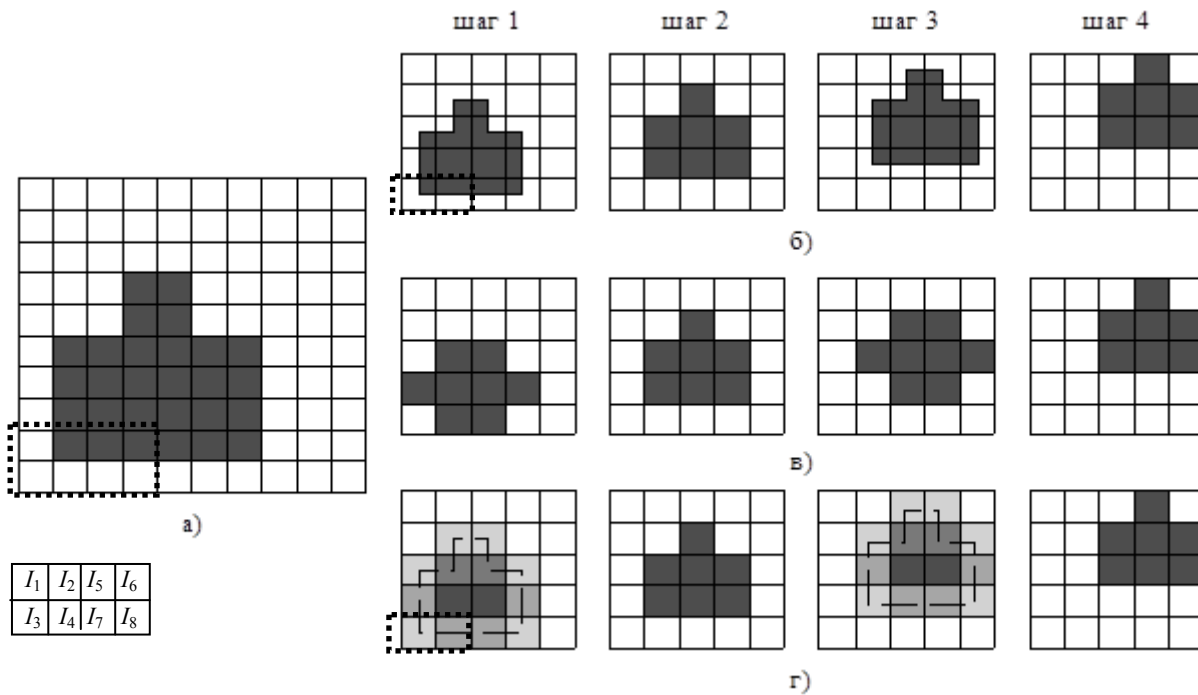 шаг 1 шаг 2 шаг 3 шаг 4
б)
в)
а)
I₁ I₂ I₅ I₆
I₃ I₄ I₇ I₈
г)